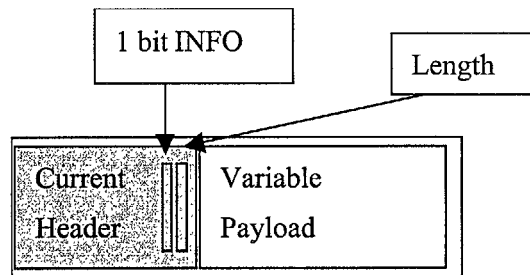 1 bit INFO
Length
Current
Header
Variable
Payload